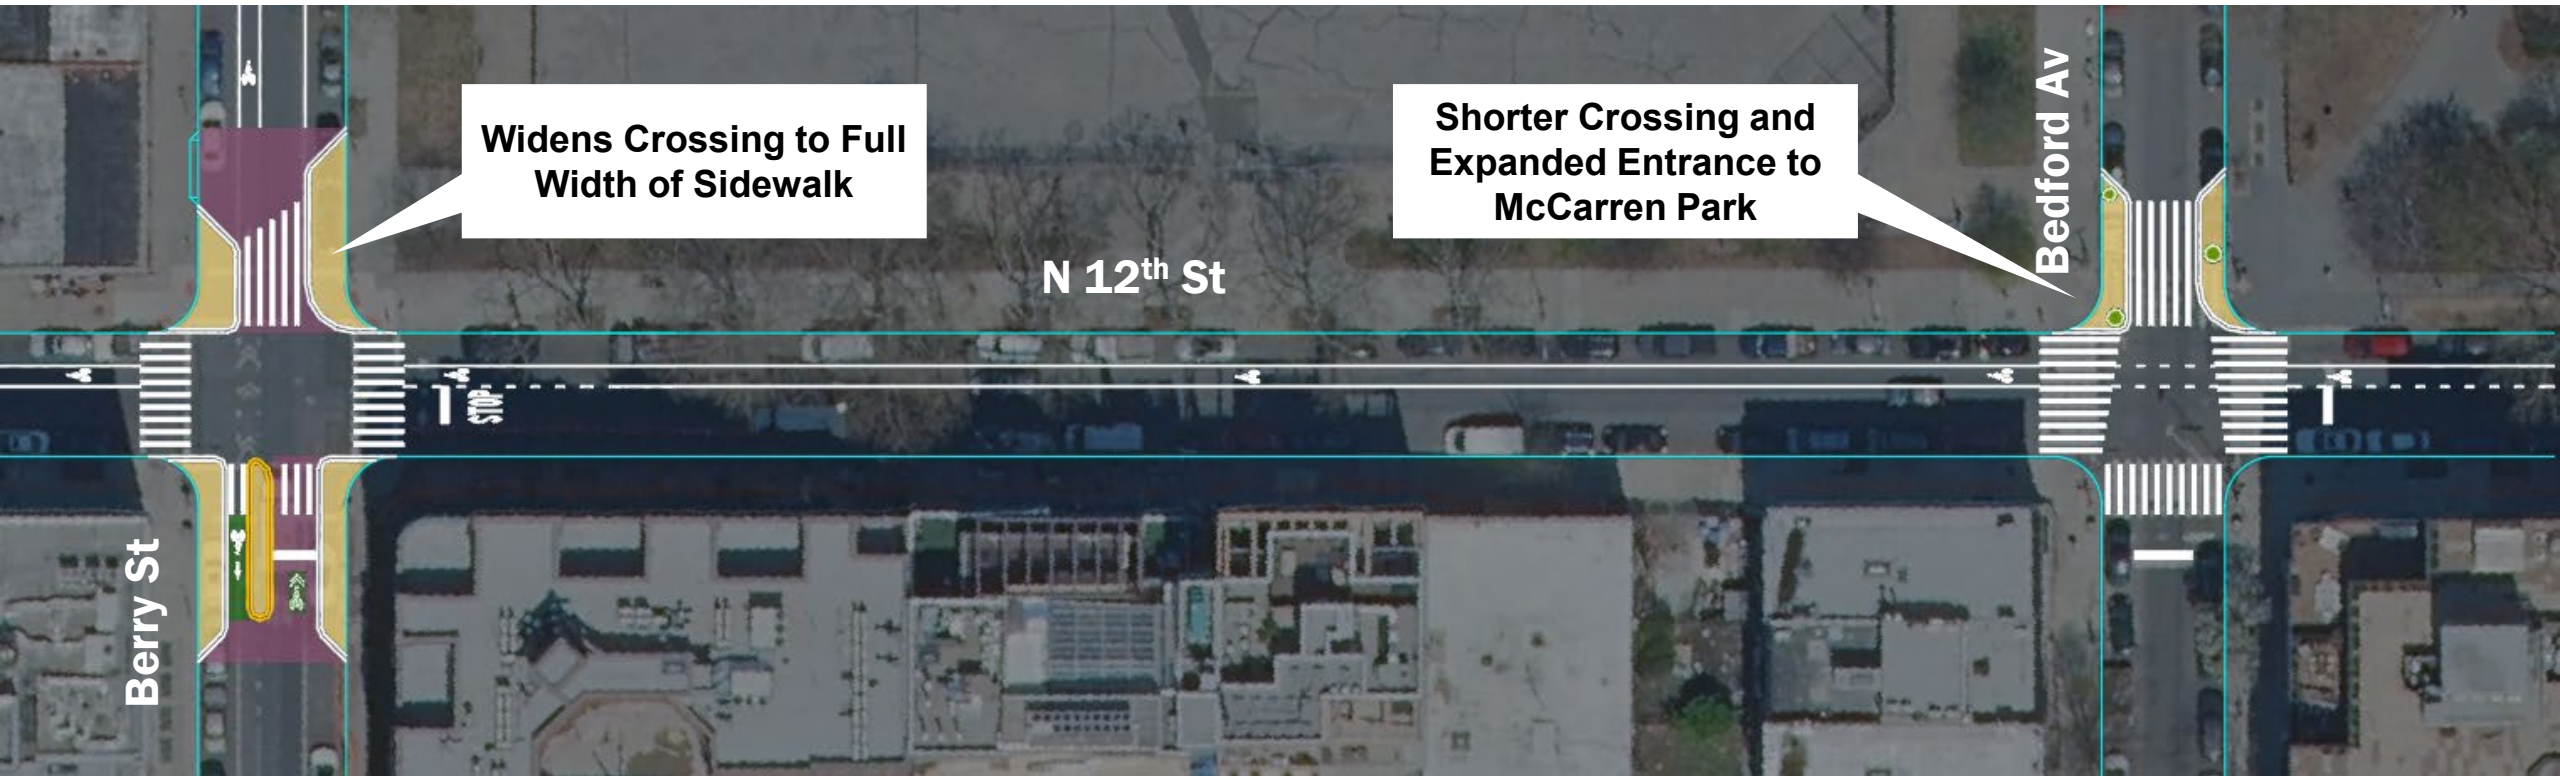 Widens Crossing to Full
Width of Sidewalk
Shorter Crossing and
Expanded Entrance to
McCarren Park
Bedford Av
N 12th St
STOP
Berry St